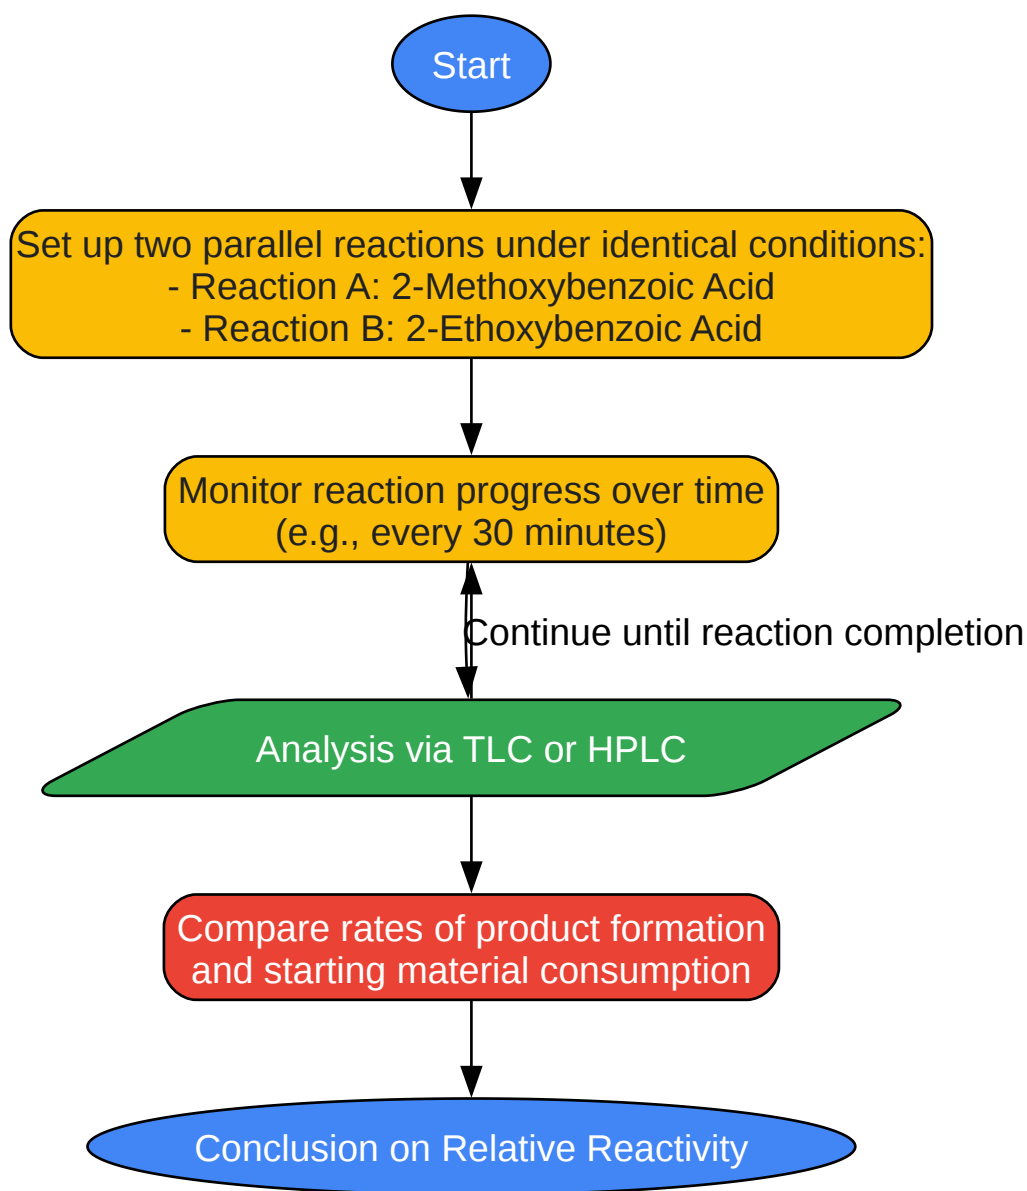 Start
Set up two parallel reactions under identical conditions:
- Reaction A: 2-Methoxybenzoic Acid
- Reaction B: 2-Ethoxybenzoic Acid
Monitor reaction progress over time
(e.g., every 30 minutes)
Continue until reaction completion
Analysis via TLC or HPLC
Compare rates of product formation
and starting material consumption
Conclusion on Relative Reactivity